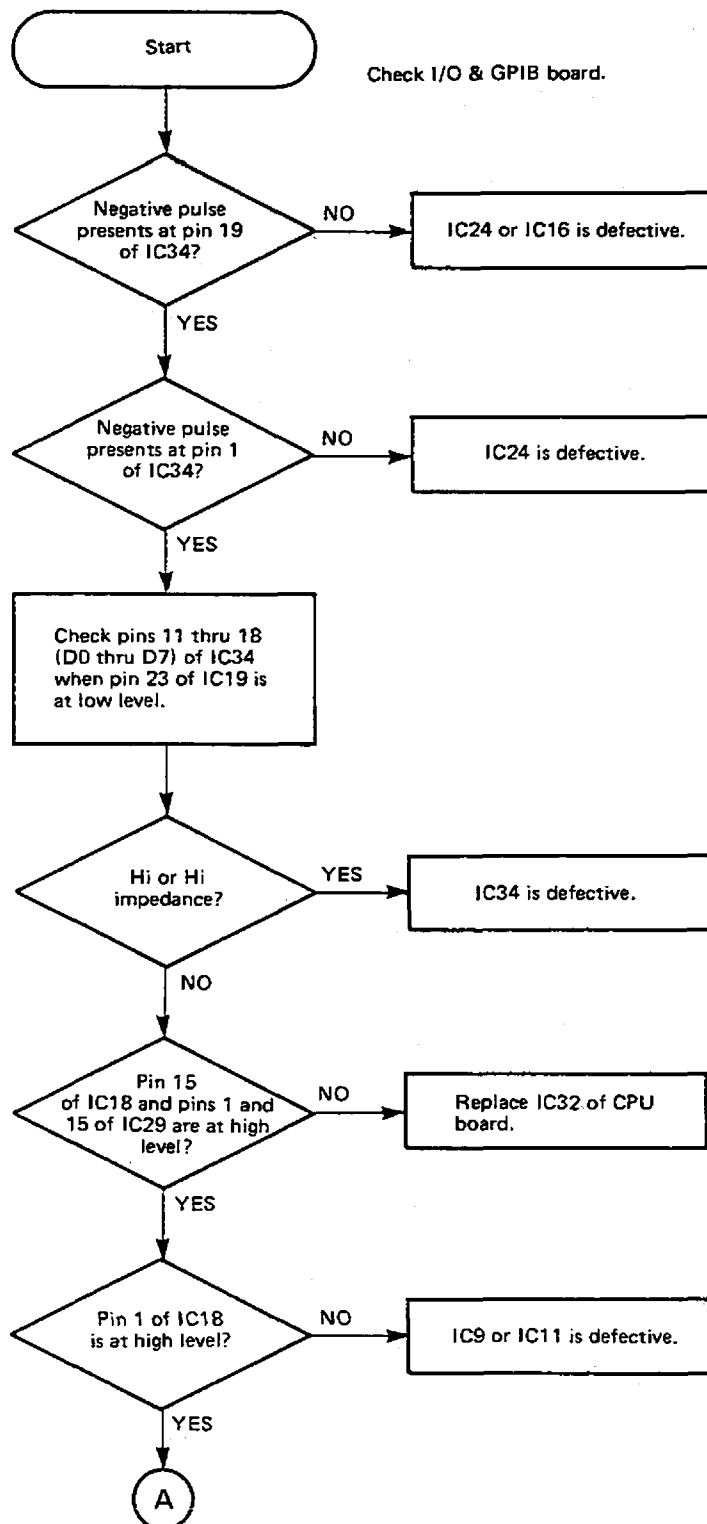 Start
Check I/O & GPIB board.
Negative pulse
presents at pin 19
of IC34?
NO
IC24 or IC16 is defective.
YES
Negative pulse
presents at pin 1
of IC34?
NO
IC24 is defective.
YES
Check pins 11 thru 18
(D0 thru D7) of IC34
when pin 23 of IC19 is
at low level.
Hi or Hi
impedance?
YES
IC34 is defective.
NO
Pin 15
of IC18 and pins 1 and
15 of IC29 are at high
level?
NO
Replace IC32 of CPU
board.
YES
Pin 1 of IC18
is at high level?
NO
IC9 or IC11 is defective.
YES
A